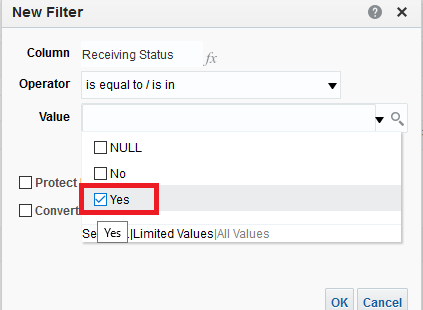 New Filter
Column Receiving Status fx
Operator is equal to / is in
Value
NULL
No
Protect
Yes
Convert
Yes
Limited Values|All Values
OK Cancel